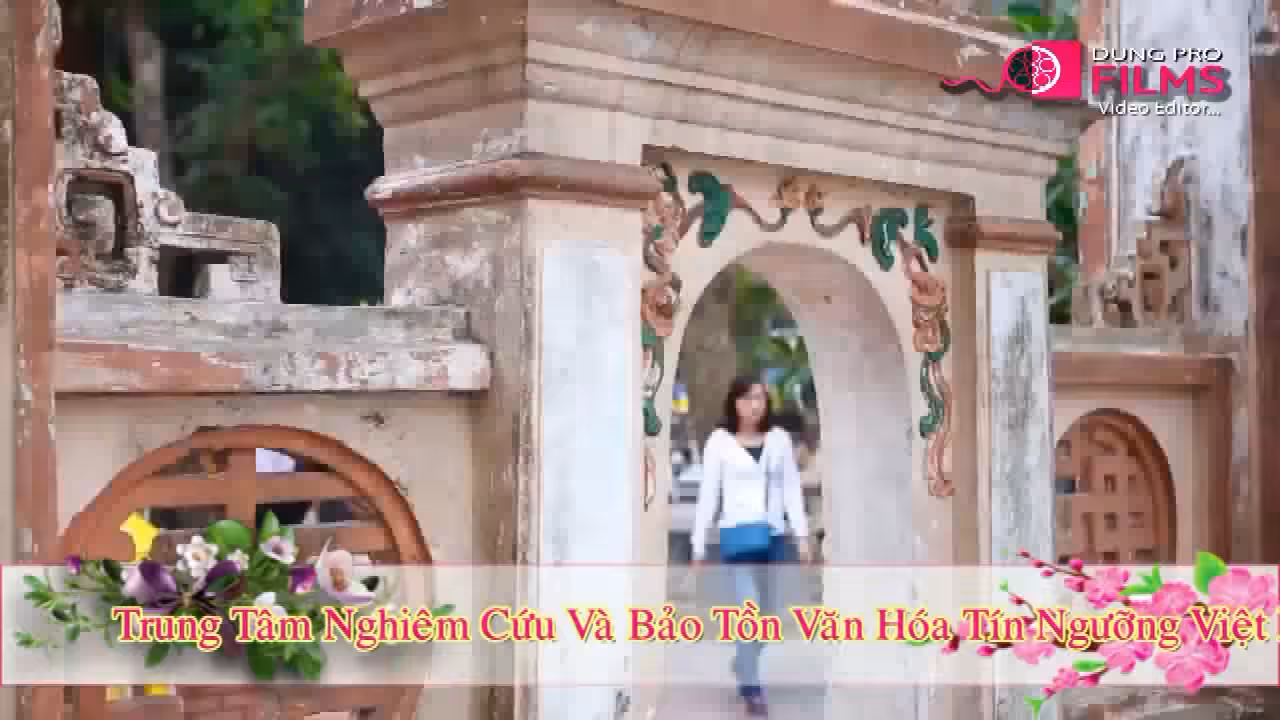 DUNG PRO
FILMS
Video Editor...
Trung Tâm Nghiêm Cứu Và Bảo Tồn Văn Hóa Tín Ngưỡng Việt